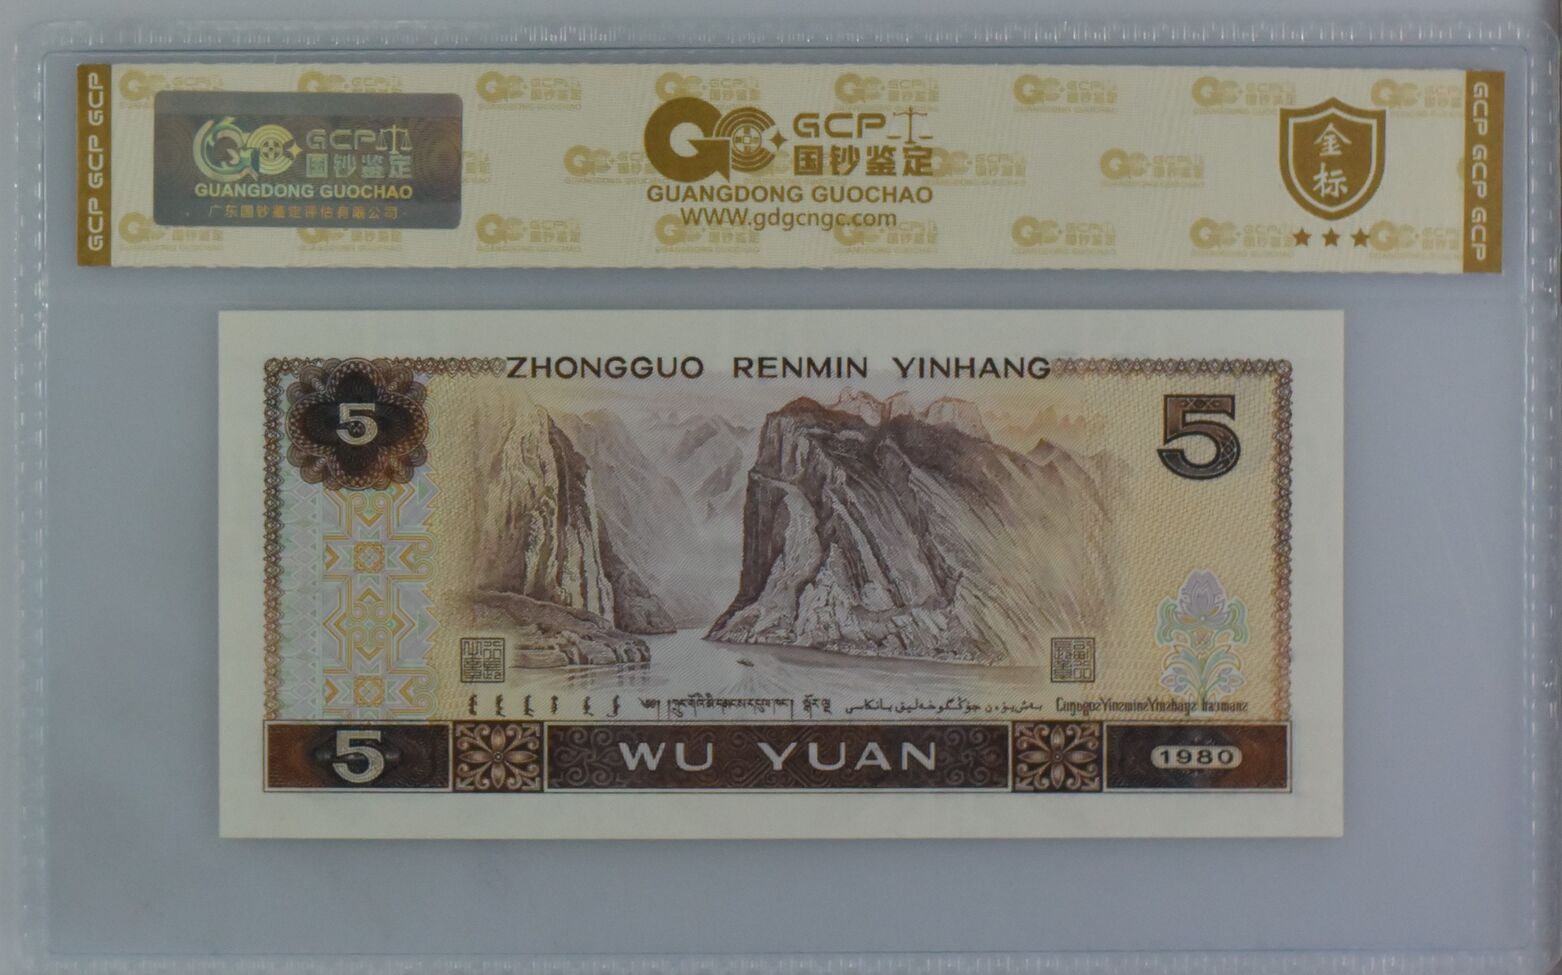 GCP GCP GCP
GCP 国钞鉴定
GUANGDONG GUOCHAO
广东国钞鉴定评估有限公司
GCP
国钞鉴定
GUANGDONG GUOCHAO
WWW.gdgcngc.com
金标
GCP GCP GCP
ZHONGGUO RENMIN YINHANG
5
5
5
WU YUAN
1980